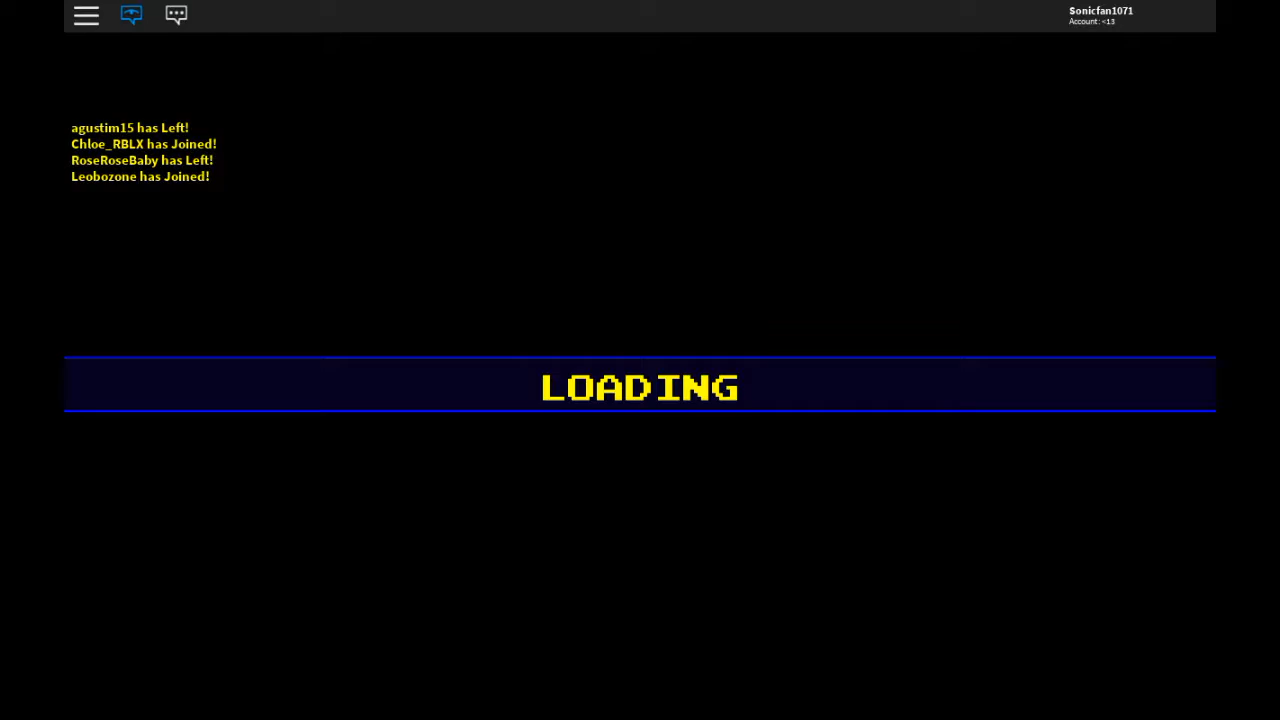 Sonicfan1071
Account: <13
agustim15 has Left!
Chloe_RBLX has Joined!
RoseRoseBaby has Left!
Leobozone has Joined!
LOADING